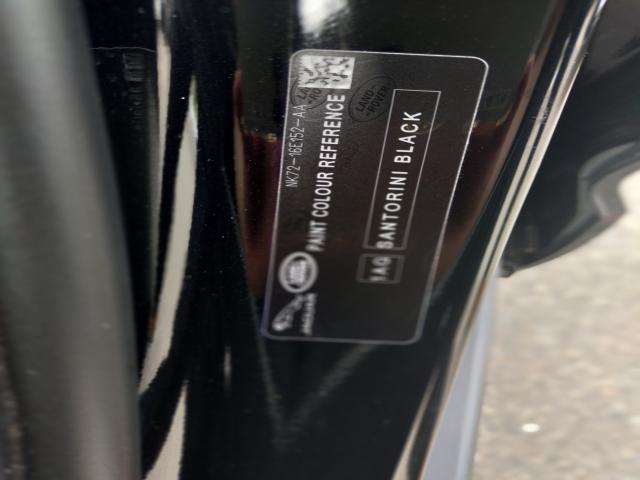 NK72-16E152-AA
PAINT COLOUR REFERENCE
LAND-
-ROVER
1AG SANTORINI BLACK
JAGUAR